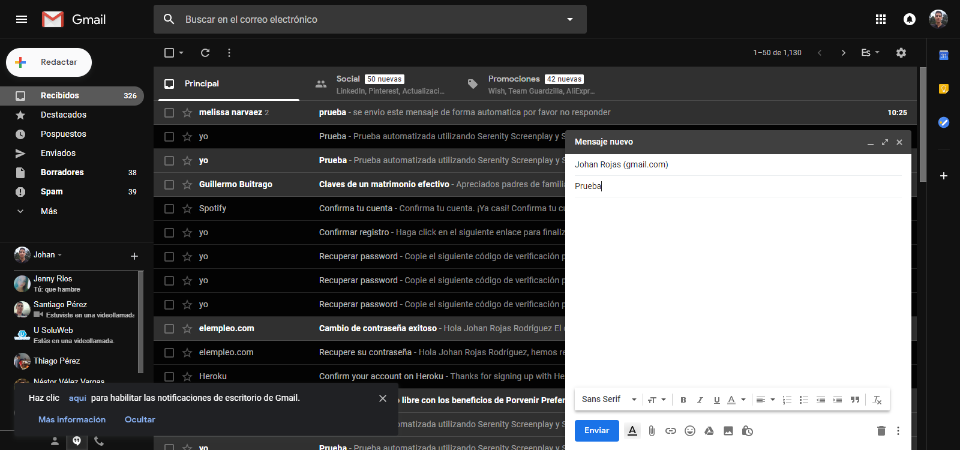 Gmail
Buscar en el correo electrónico
Redactar
1–50 de 1,130
Es
Principal
Social 50 nuevas
LinkedIn, Pinterest, Actualizaci...
Promociones 42 nuevas
Wish, Team Guardzilla, AliExpr...
Recibidos 326
Destacados
Pospuestos
Enviados
Borradores 38
Spam 39
Más
melissa narvaez 2 prueba - se envio este mensaje de forma automatica por favor no responder 10:25
yo Prueba - Prueba automatizada utilizando Serenity Screenplay y S
yo Prueba - Prueba automatizada utilizando Serenity Screenplay y S
Guillermo Buitrago Claves de un matrimonio efectivo - Apreciados padres de famili
Spotify Confirma tu cuenta - Confirma tu cuenta. ¡Ya casi! Confirma tu c
yo Confirmar registro - Haga click en el siguiente enlace para finaliz
yo Recuperar password - Copie el siguiente código de verificación p
yo Recuperar password - Copie el siguiente código de verificación p
yo Recuperar password - Copie el siguiente código de verificación p
elempleo.com Cambio de contraseña exitoso - Hola Johan Rojas Rodríguez El
elempleo.com Recupere su contraseña - Hola Johan Rojas Rodríguez, hemos re
Heroku Confirm your account on Heroku - Thanks for signing up with He
libre con los beneficios de Porvenir Prefer
automatizada utilizando Serenity Screenplay y S
yo Prueba - Prueba automatizada utilizando Serenity Screenplay y S
Johan
Jenny Rios
Tú: que hambre
Santiago Pérez
Estuviste en una videollamada
U SoluWeb
Estás en una videollamada.
Thiago Pérez
Néstor Vélez Vargas
Haz clic aquí para habilitar las notificaciones de escritorio de Gmail.
Más información Ocultar
Mensaje nuevo
Johan Rojas (gmail.com)
Prueba
Sans Serif
Enviar